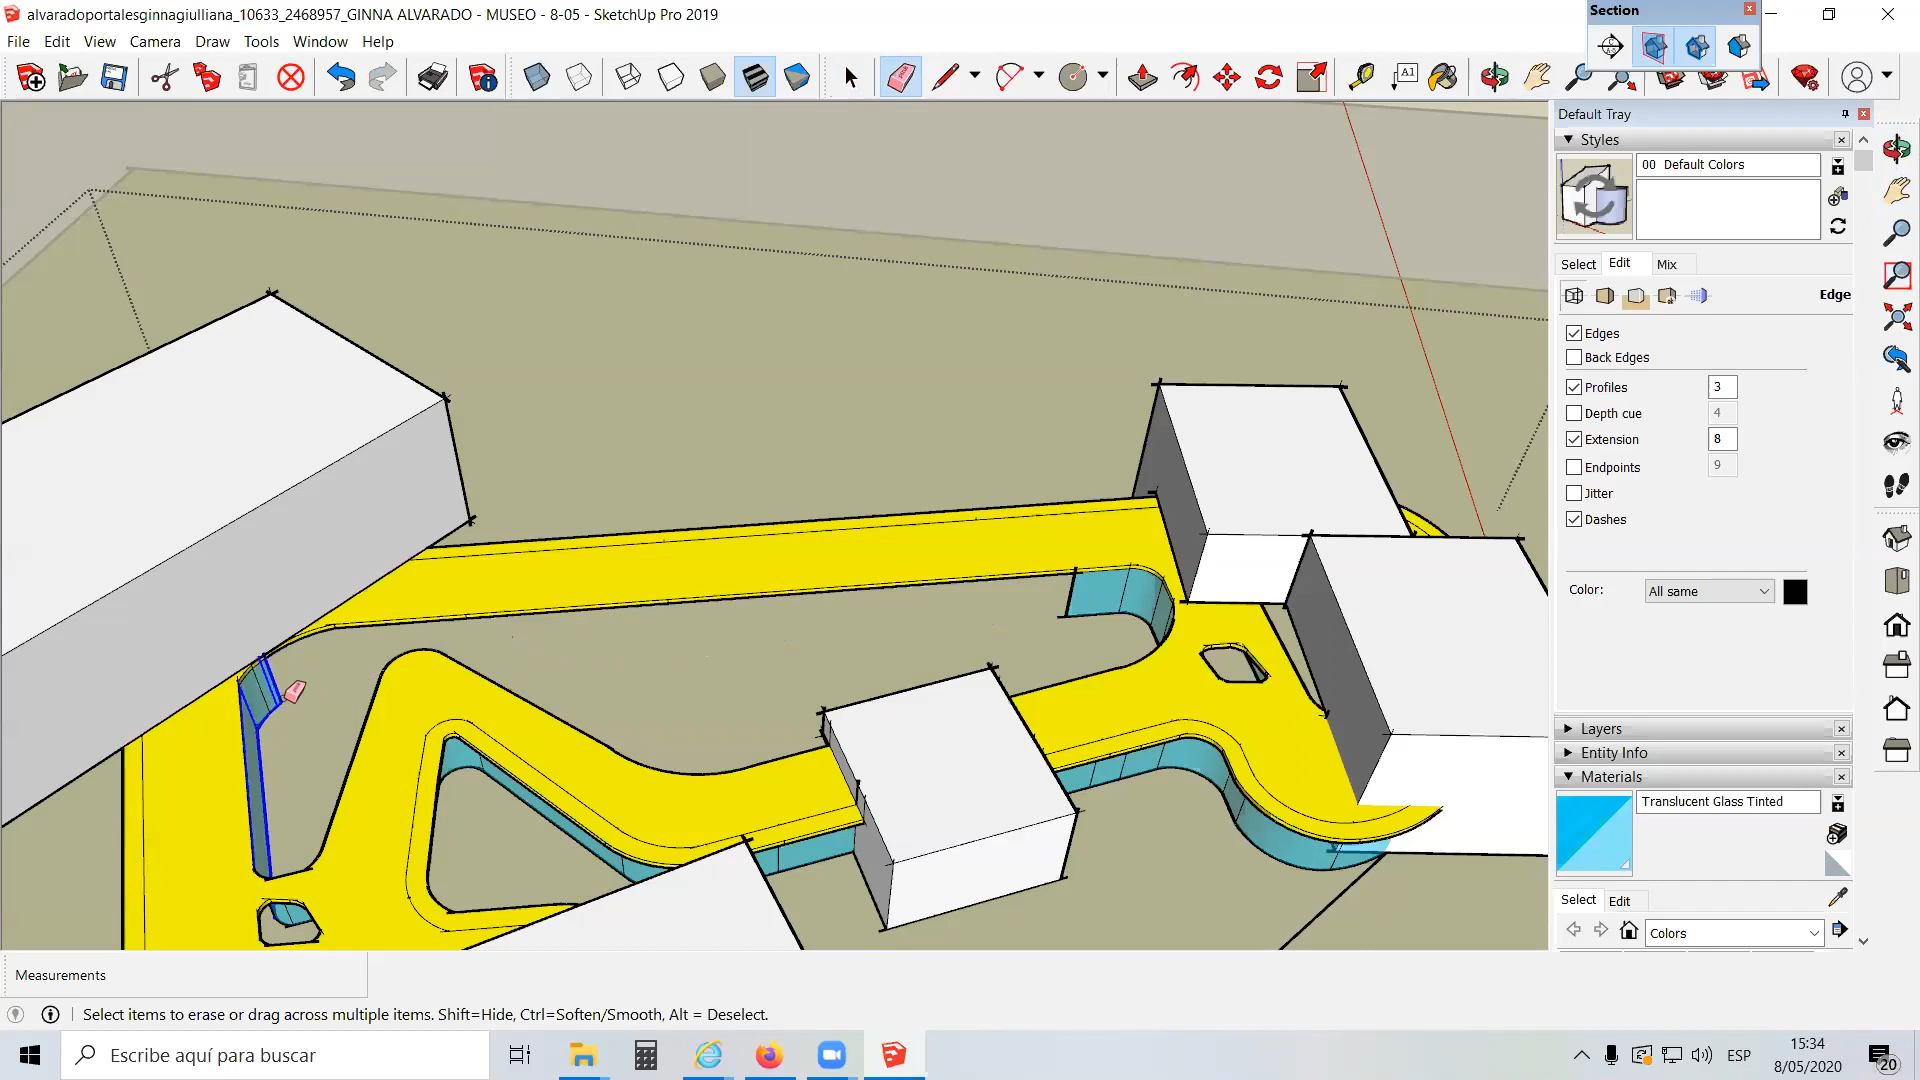 alvaradoportalesginnagiulliana_10633_2468957_GINNA ALVARADO - MUSEO - 8-05 - SketchUp Pro 2019
Section
File Edit View Camera Draw Tools Window Help
A1
Default Tray
Styles
00 Default Colors
Select Edit Mix
Edge
Edges
Back Edges
Profiles 3
Depth cue 4
Extension 8
Endpoints 9
Jitter
Dashes
Color: All same
Layers
Entity Info
Materials
Translucent Glass Tinted
Select Edit
Colors
Measurements
Select items to erase or drag across multiple items. Shift=Hide, Ctrl=Soften/Smooth, Alt = Deselect.
Escribe aquí para buscar
ESP
15:34
8/05/2020
20